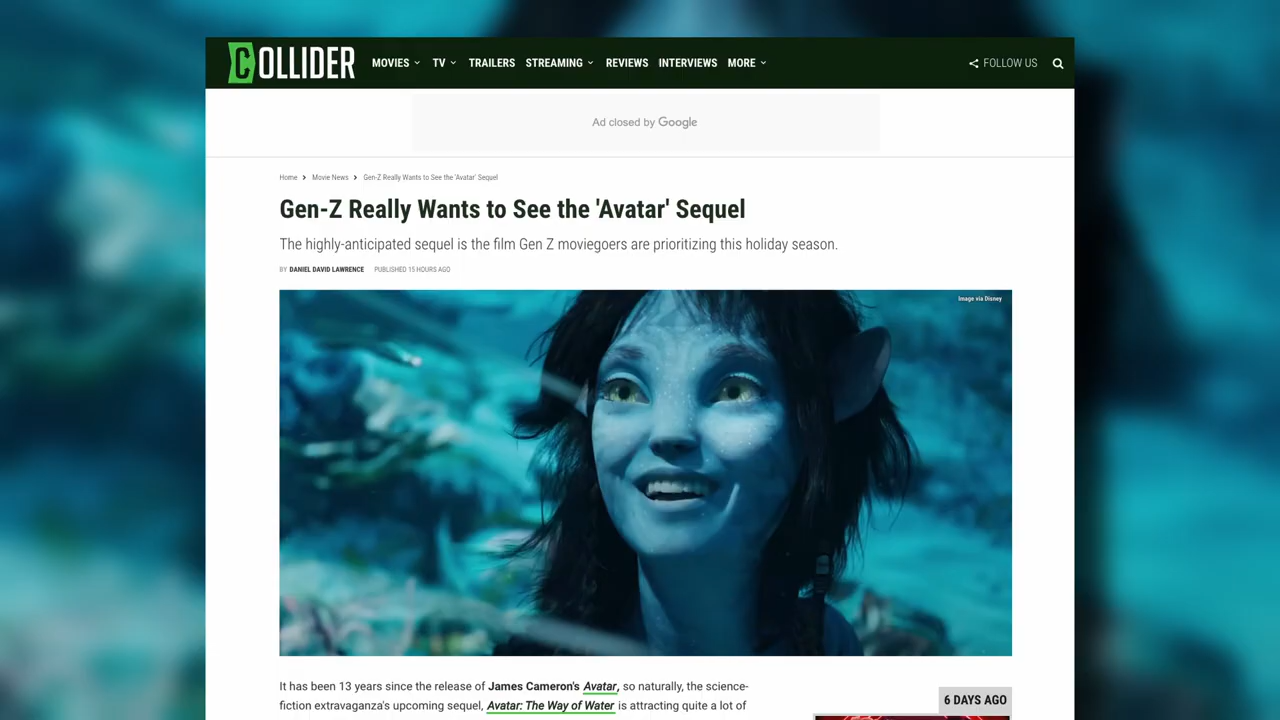 COLLIDER
MOVIES TV TRAILERS STREAMING REVIEWS INTERVIEWS MORE FOLLOW US
Ad closed by Google
Home Movie News Gen-Z Really Wants to See the 'Avatar' Sequel
Gen-Z Really Wants to See the 'Avatar' Sequel
The highly-anticipated sequel is the film Gen Z moviegoers are prioritizing this holiday season.
BY DANIEL DAVID LAWRENCE PUBLISHED 15 HOURS AGO
Image via Disney
It has been 13 years since the release of James Cameron's Avatar, so naturally, the science-
fiction extravaganza's upcoming sequel, Avatar: The Way of Water is attracting quite a lot of
6 DAYS AGO